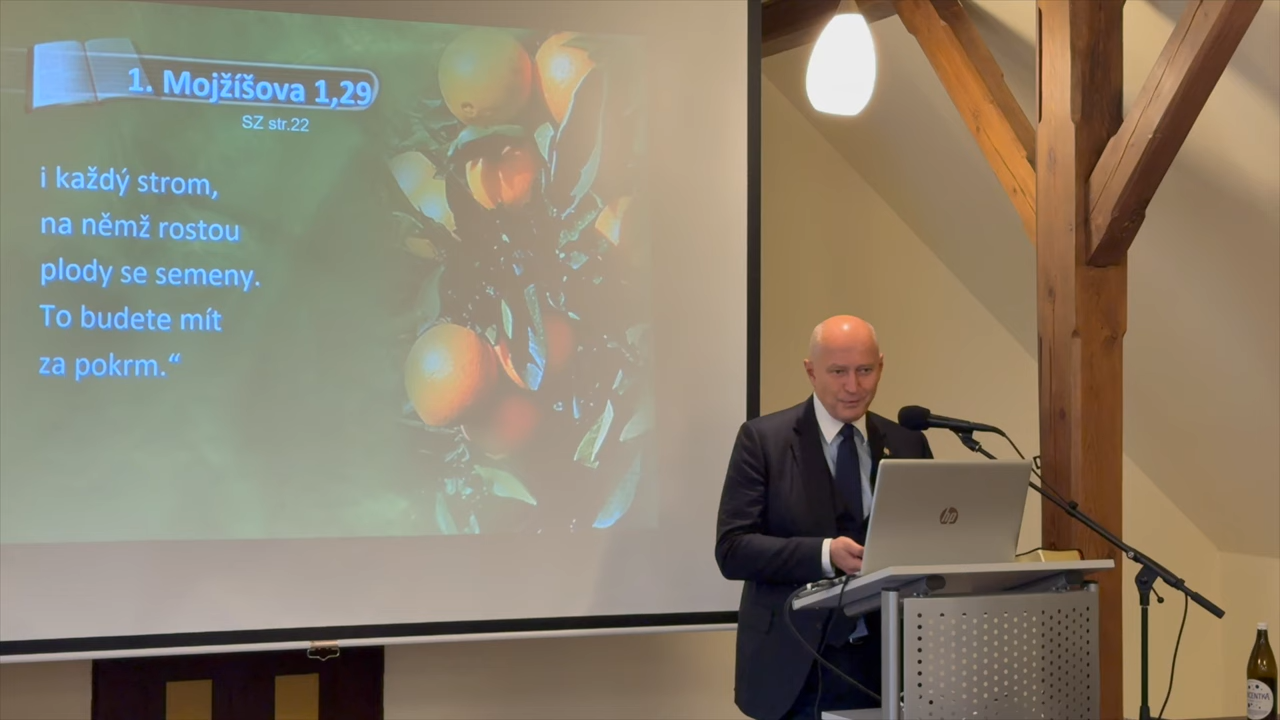 1. Mojžíšova 1,29
SZ str.22
i každý strom,
na němž rostou
plody se semeny.
To budete mít
za pokrm.“
hp